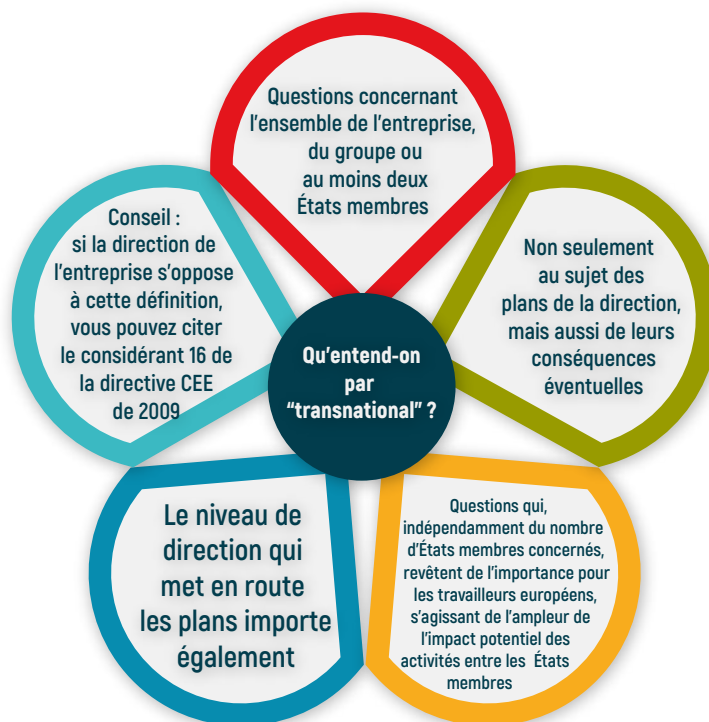 Questions concernant
l'ensemble de l'entreprise,
du groupe ou
au moins deux
États membres
Non seulement
au sujet des
plans de la direction,
mais aussi de leurs
conséquences
éventuelles
Questions qui,
indépendamment du nombre
d'États membres concernés,
revêtent de l'importance pour
les travailleurs européens,
s'agissant de l'ampleur de
l'impact potentiel des
activités entre les États
membres
Le niveau de
direction qui
met en route
les plans importe
également
Conseil :
si la direction de
l'entreprise s'oppose
à cette définition,
vous pouvez citer
le considérant 16 de
la directive CEE
de 2009
Qu'entend-on
par
“transnational” ?